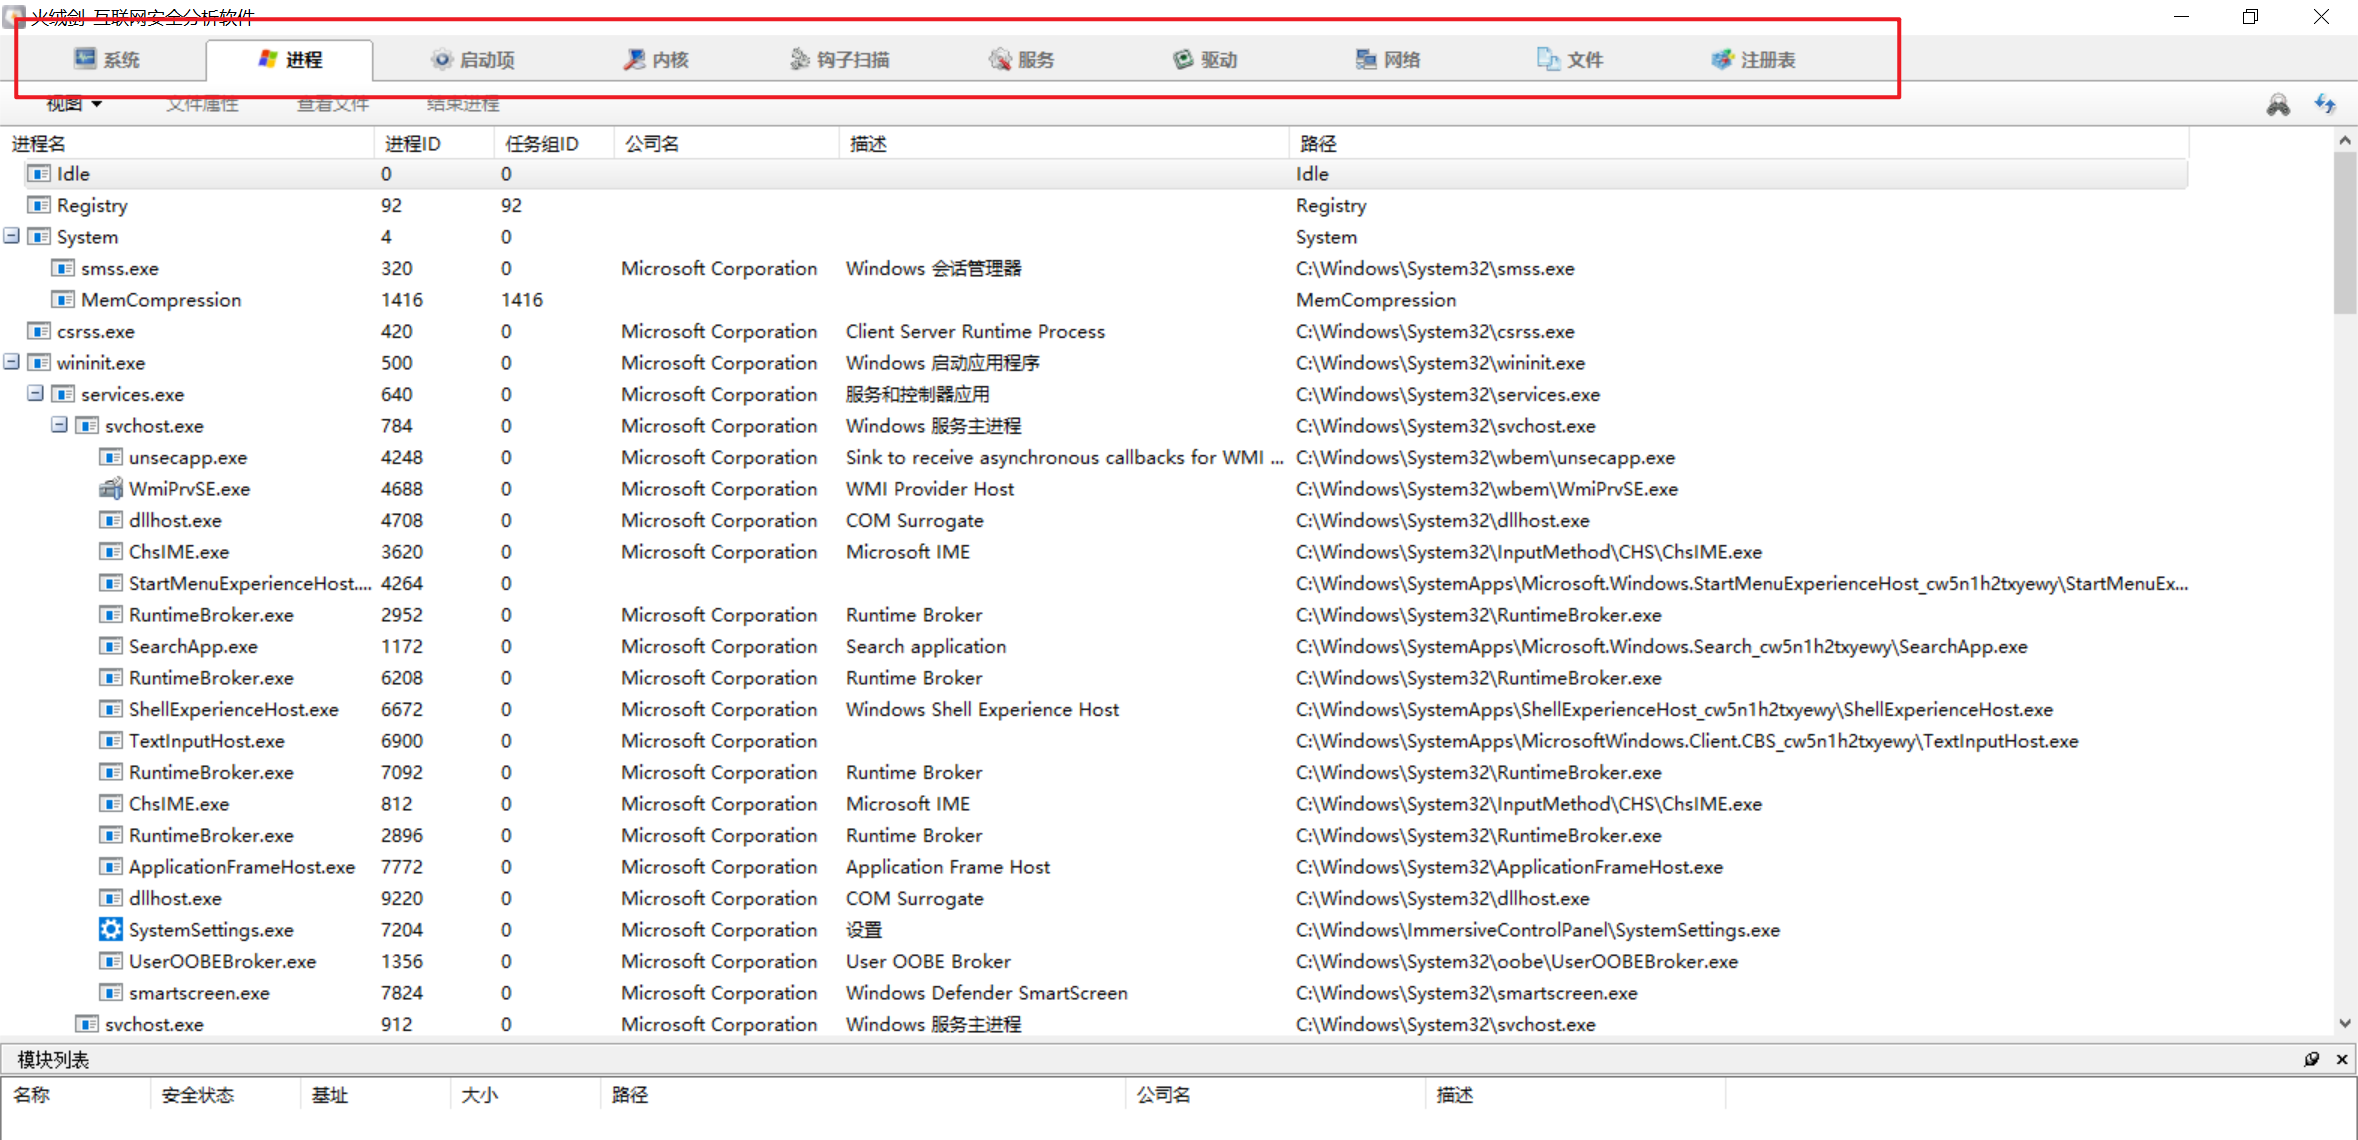 火绒剑-互联网安全分析软件
系统 进程 启动项 内核 钩子扫描 服务 驱动 网络 文件 注册表
视图 文件属性 查看文件 结束进程
进程名 进程ID 任务组ID 公司名 描述 路径
Idle 0 0 Idle
Registry 92 92 Registry
System 4 0 System
smss.exe 320 0 Microsoft Corporation Windows 会话管理器 C:\Windows\System32\smss.exe
MemCompression 1416 1416 MemCompression
csrss.exe 420 0 Microsoft Corporation Client Server Runtime Process C:\Windows\System32\csrss.exe
wininit.exe 500 0 Microsoft Corporation Windows 启动应用程序 C:\Windows\System32\wininit.exe
services.exe 640 0 Microsoft Corporation 服务和控制器应用 C:\Windows\System32\services.exe
svchost.exe 784 0 Microsoft Corporation Windows 服务主进程 C:\Windows\System32\svchost.exe
unsecapp.exe 4248 0 Microsoft Corporation Sink to receive asynchronous callbacks for WMI ... C:\Windows\System32\wbem\unsecapp.exe
WmiPrvSE.exe 4688 0 Microsoft Corporation WMI Provider Host C:\Windows\System32\wbem\WmiPrvSE.exe
dllhost.exe 4708 0 Microsoft Corporation COM Surrogate C:\Windows\System32\dllhost.exe
ChsIME.exe 3620 0 Microsoft Corporation Microsoft IME C:\Windows\System32\InputMethod\CHS\ChsIME.exe
StartMenuExperienceHost.... 4264 0 C:\Windows\SystemApps\Microsoft.Windows.StartMenuExperienceHost_cw5n1h2txyewy\StartMenuEx...
RuntimeBroker.exe 2952 0 Microsoft Corporation Runtime Broker C:\Windows\System32\RuntimeBroker.exe
SearchApp.exe 1172 0 Microsoft Corporation Search application C:\Windows\SystemApps\Microsoft.Windows.Search_cw5n1h2txyewy\SearchApp.exe
RuntimeBroker.exe 6208 0 Microsoft Corporation Runtime Broker C:\Windows\System32\RuntimeBroker.exe
ShellExperienceHost.exe 6672 0 Microsoft Corporation Windows Shell Experience Host C:\Windows\SystemApps\ShellExperienceHost_cw5n1h2txyewy\ShellExperienceHost.exe
TextInputHost.exe 6900 0 Microsoft Corporation C:\Windows\SystemApps\MicrosoftWindows.Client.CBS_cw5n1h2txyewy\TextInputHost.exe
RuntimeBroker.exe 7092 0 Microsoft Corporation Runtime Broker C:\Windows\System32\RuntimeBroker.exe
ChsIME.exe 812 0 Microsoft Corporation Microsoft IME C:\Windows\System32\InputMethod\CHS\ChsIME.exe
RuntimeBroker.exe 2896 0 Microsoft Corporation Runtime Broker C:\Windows\System32\RuntimeBroker.exe
ApplicationFrameHost.exe 7772 0 Microsoft Corporation Application Frame Host C:\Windows\System32\ApplicationFrameHost.exe
dllhost.exe 9220 0 Microsoft Corporation COM Surrogate C:\Windows\System32\dllhost.exe
SystemSettings.exe 7204 0 Microsoft Corporation 设置 C:\Windows\ImmersiveControlPanel\SystemSettings.exe
UserOOBEBroker.exe 1356 0 Microsoft Corporation User OOBE Broker C:\Windows\System32\oobe\UserOOBEBroker.exe
smartscreen.exe 7824 0 Microsoft Corporation Windows Defender SmartScreen C:\Windows\System32\smartscreen.exe
svchost.exe 912 0 Microsoft Corporation Windows 服务主进程 C:\Windows\System32\svchost.exe
模块列表
名称 安全状态 基址 大小 路径 公司名 描述